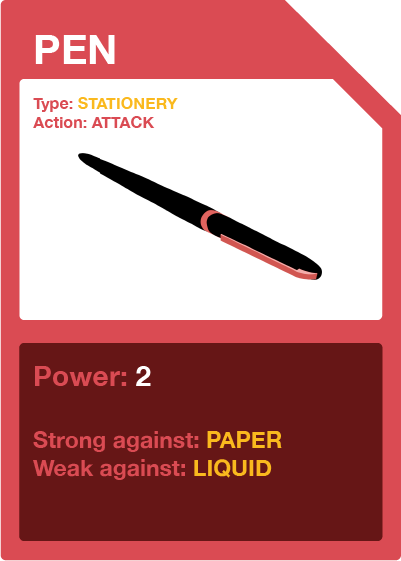 PEN
Type: STATIONERY
Action: ATTACK
Power: 2
Strong against: PAPER
Weak against: LIQUID